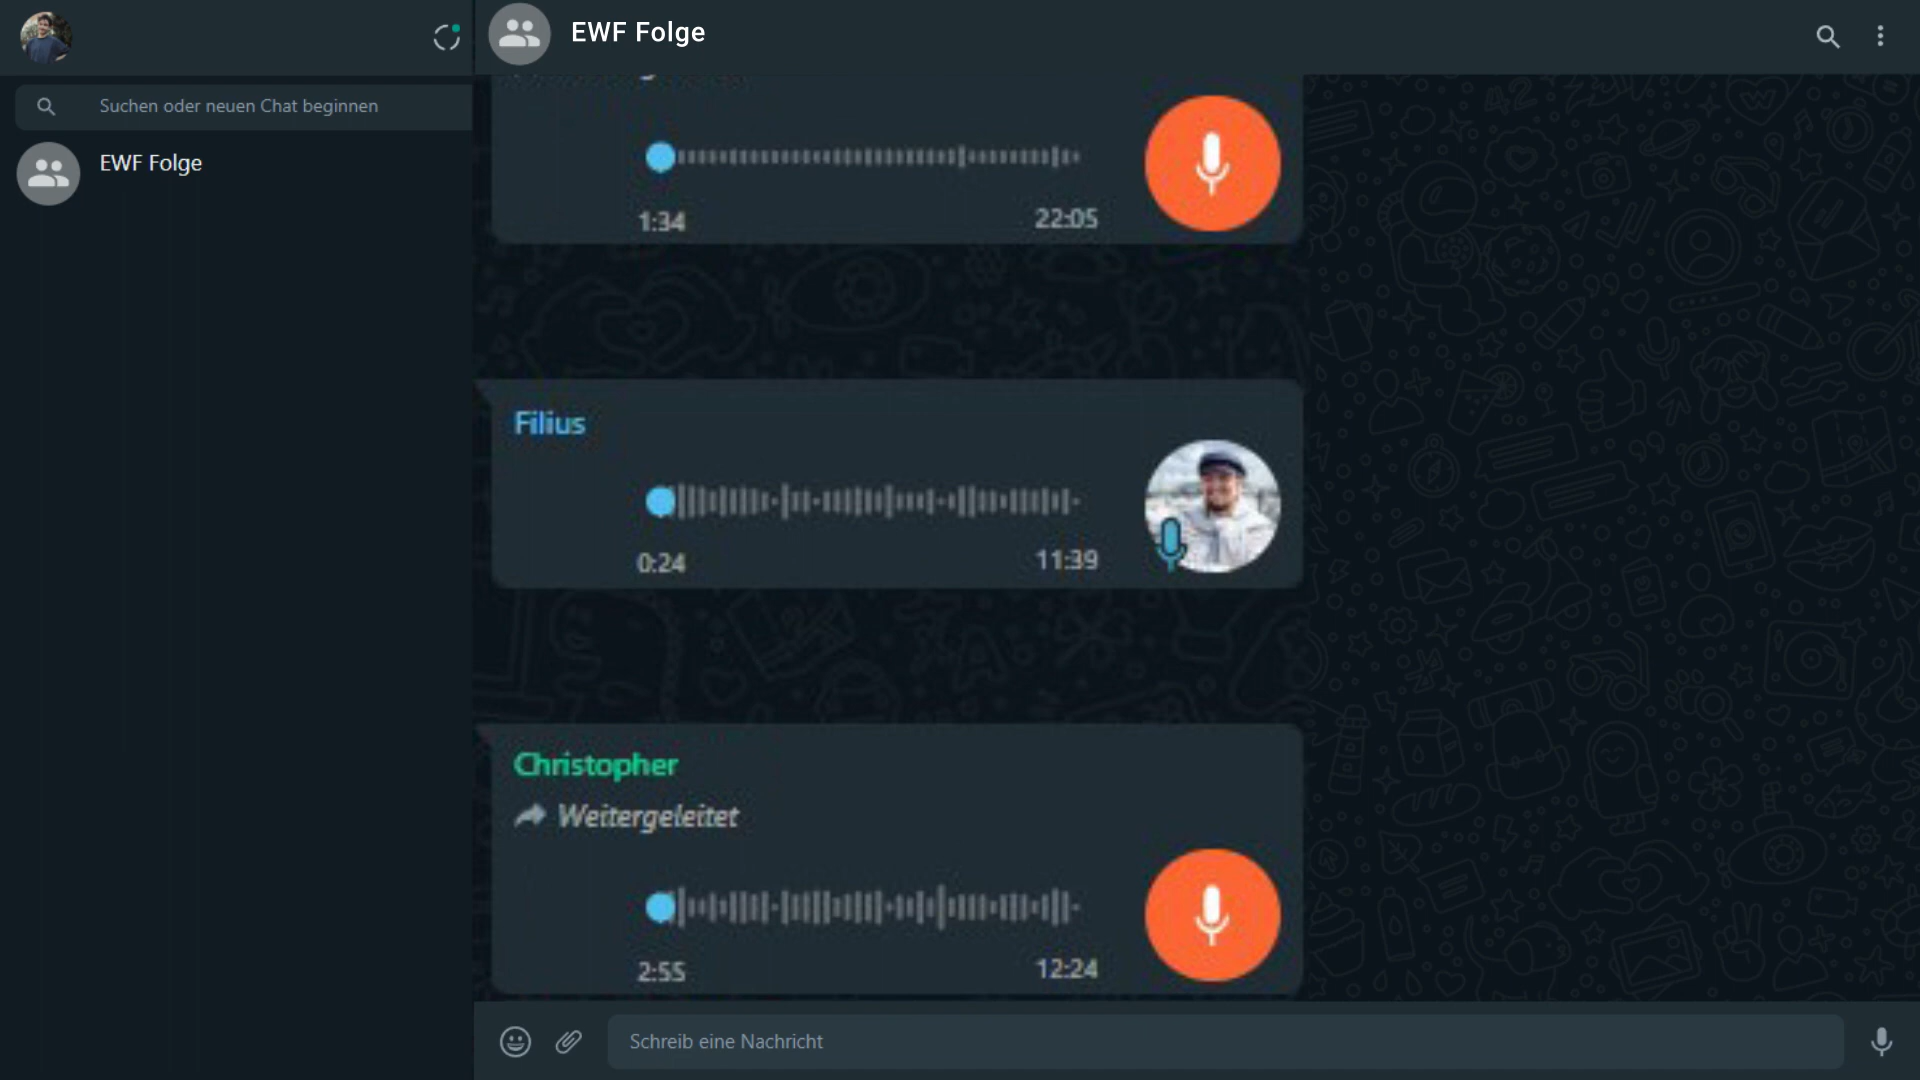 EWF Folge
Suchen oder neuen Chat beginnen
EWF Folge
1:34 22:05
Filius
0:24 11:39
Christopher
Weitergeleitet
2:55 12:24
Schreib eine Nachricht